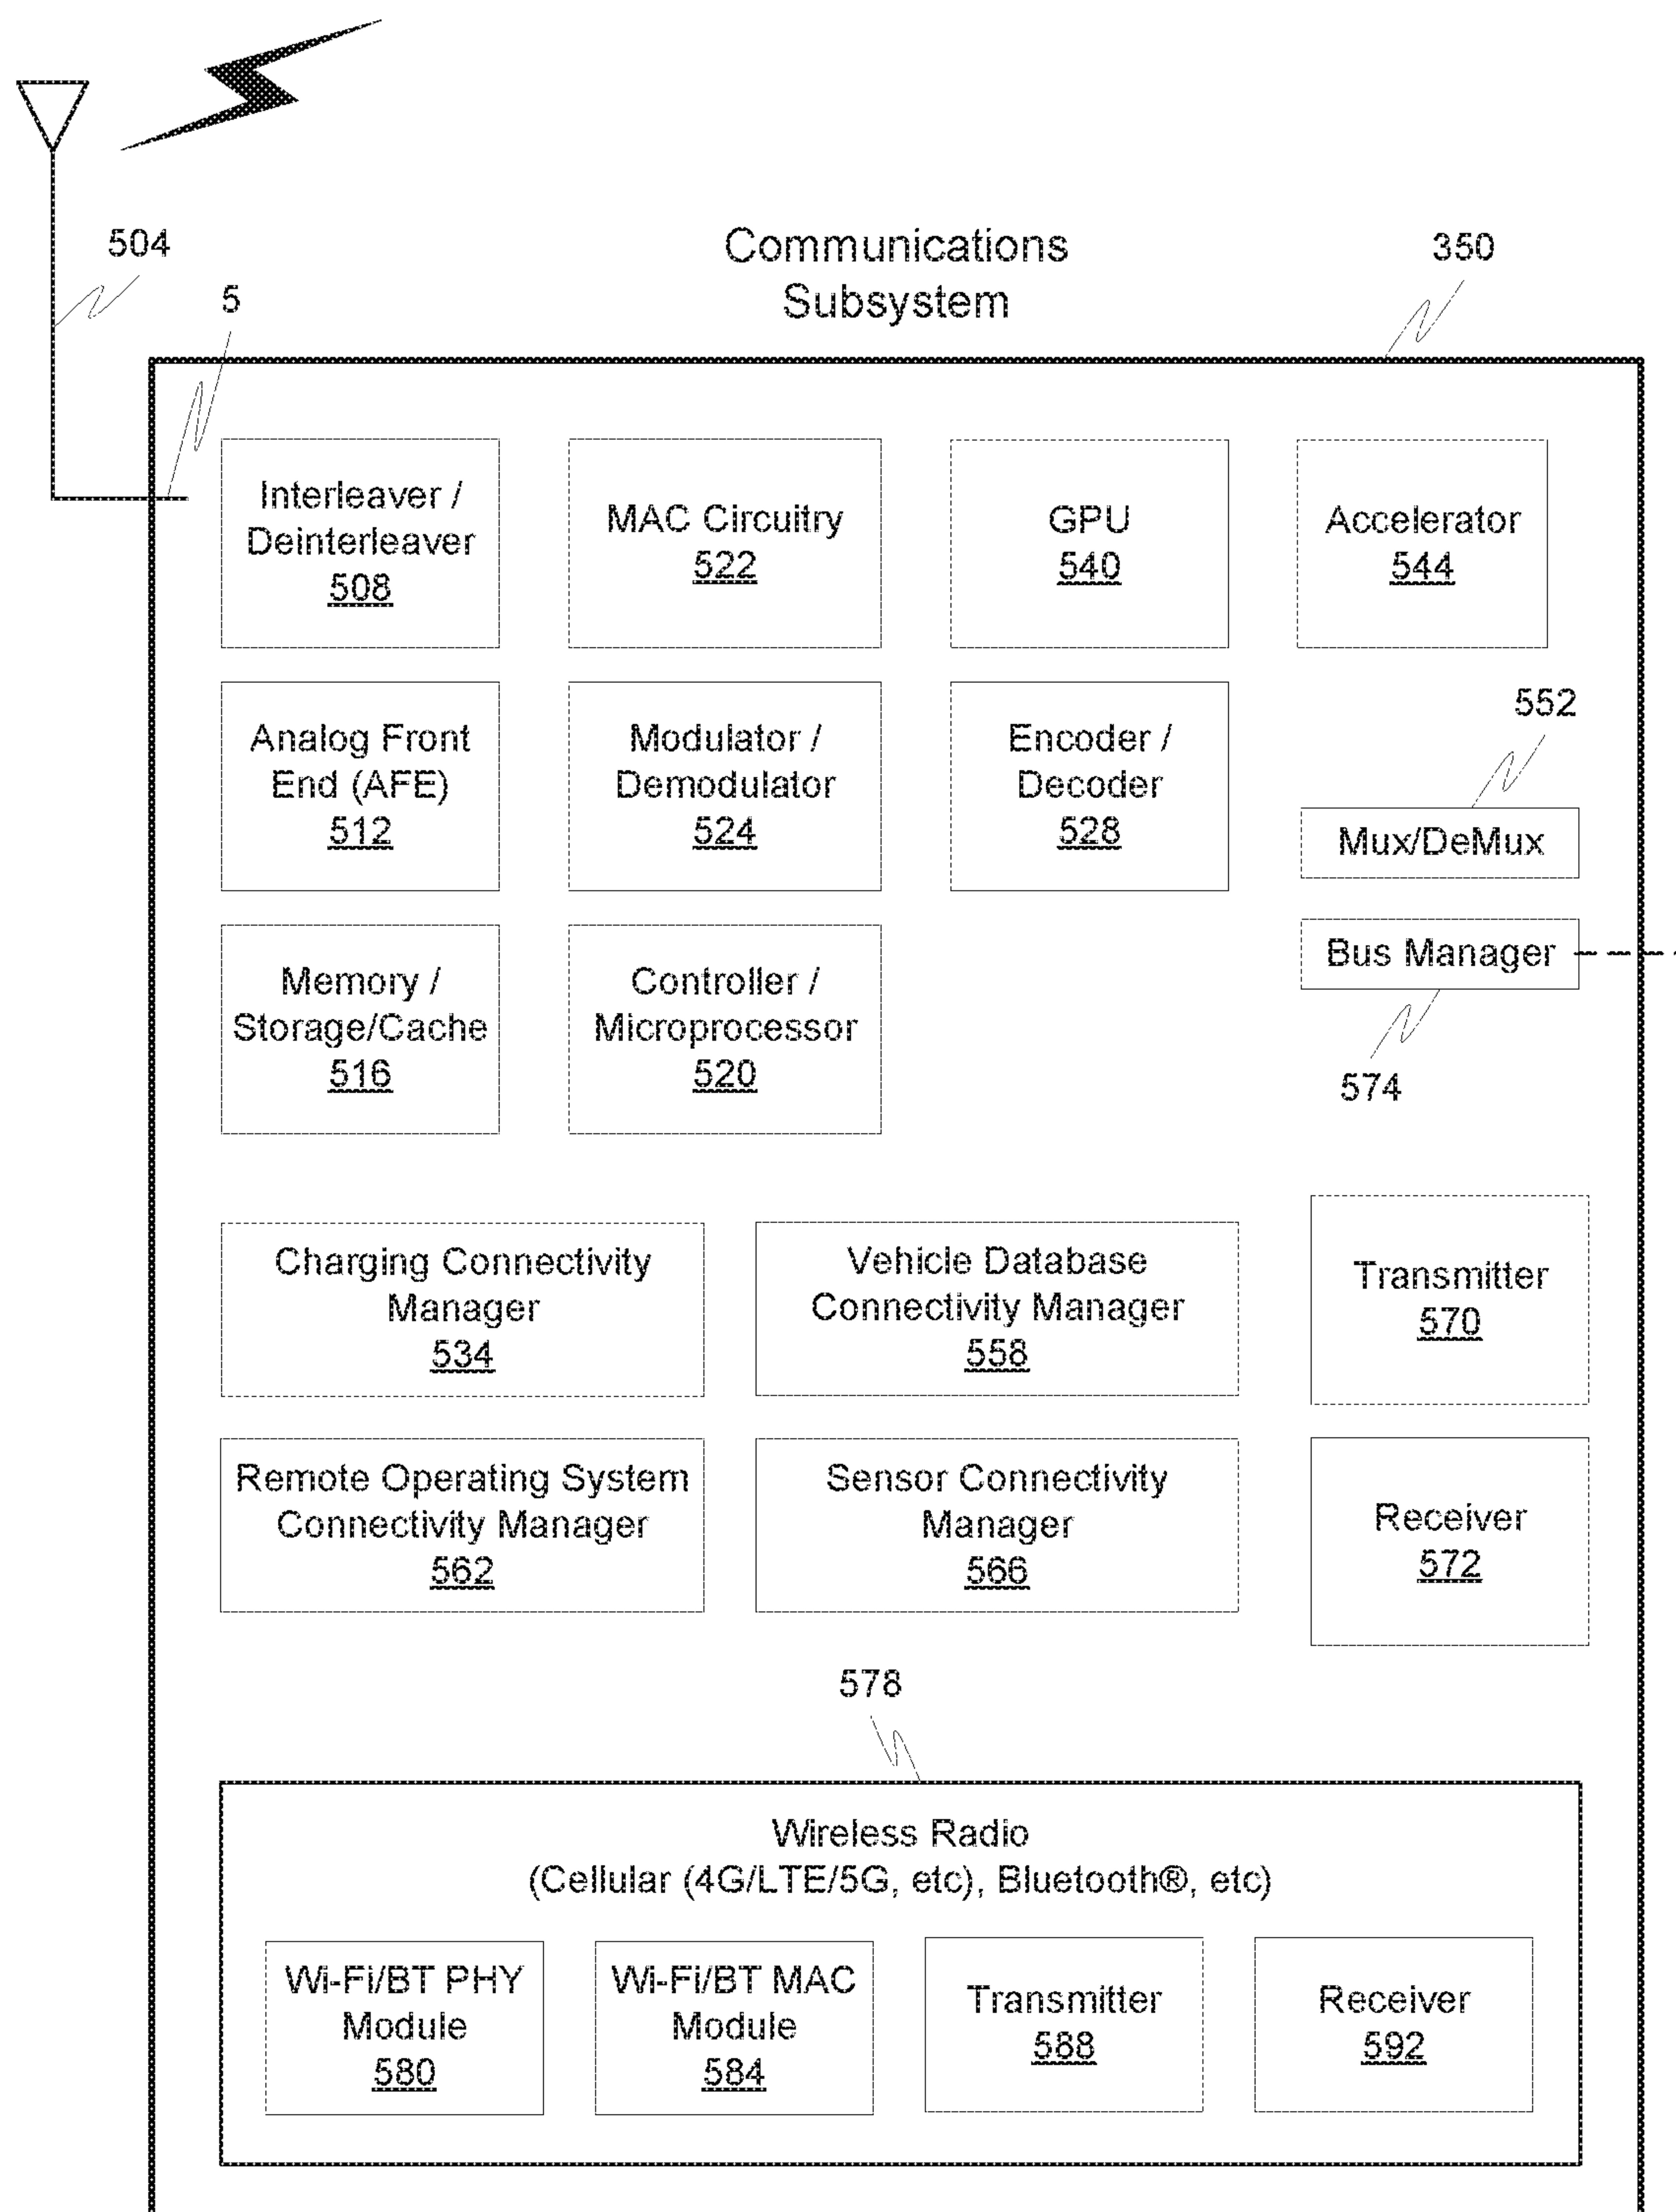 504
5
Communications
Subsystem
350
Interleaver /
Deinterleaver
508
MAC Circuitry
522
GPU
540
Accelerator
544
Analog Front
End (AFE)
512
Modulator /
Demodulator
524
Encoder /
Decoder
528
552
Mux/DeMux
Memory /
Storage/Cache
516
Controller /
Microprocessor
520
Bus Manager
574
Charging Connectivity
Manager
534
Vehicle Database
Connectivity Manager
558
Transmitter
570
Remote Operating System
Connectivity Manager
562
Sensor Connectivity
Manager
566
Receiver
572
578
Wireless Radio
(Cellular (4G/LTE/5G, etc), Bluetooth®, etc)
Wi-Fi/BT PHY
Module
580
Wi-Fi/BT MAC
Module
584
Transmitter
588
Receiver
592